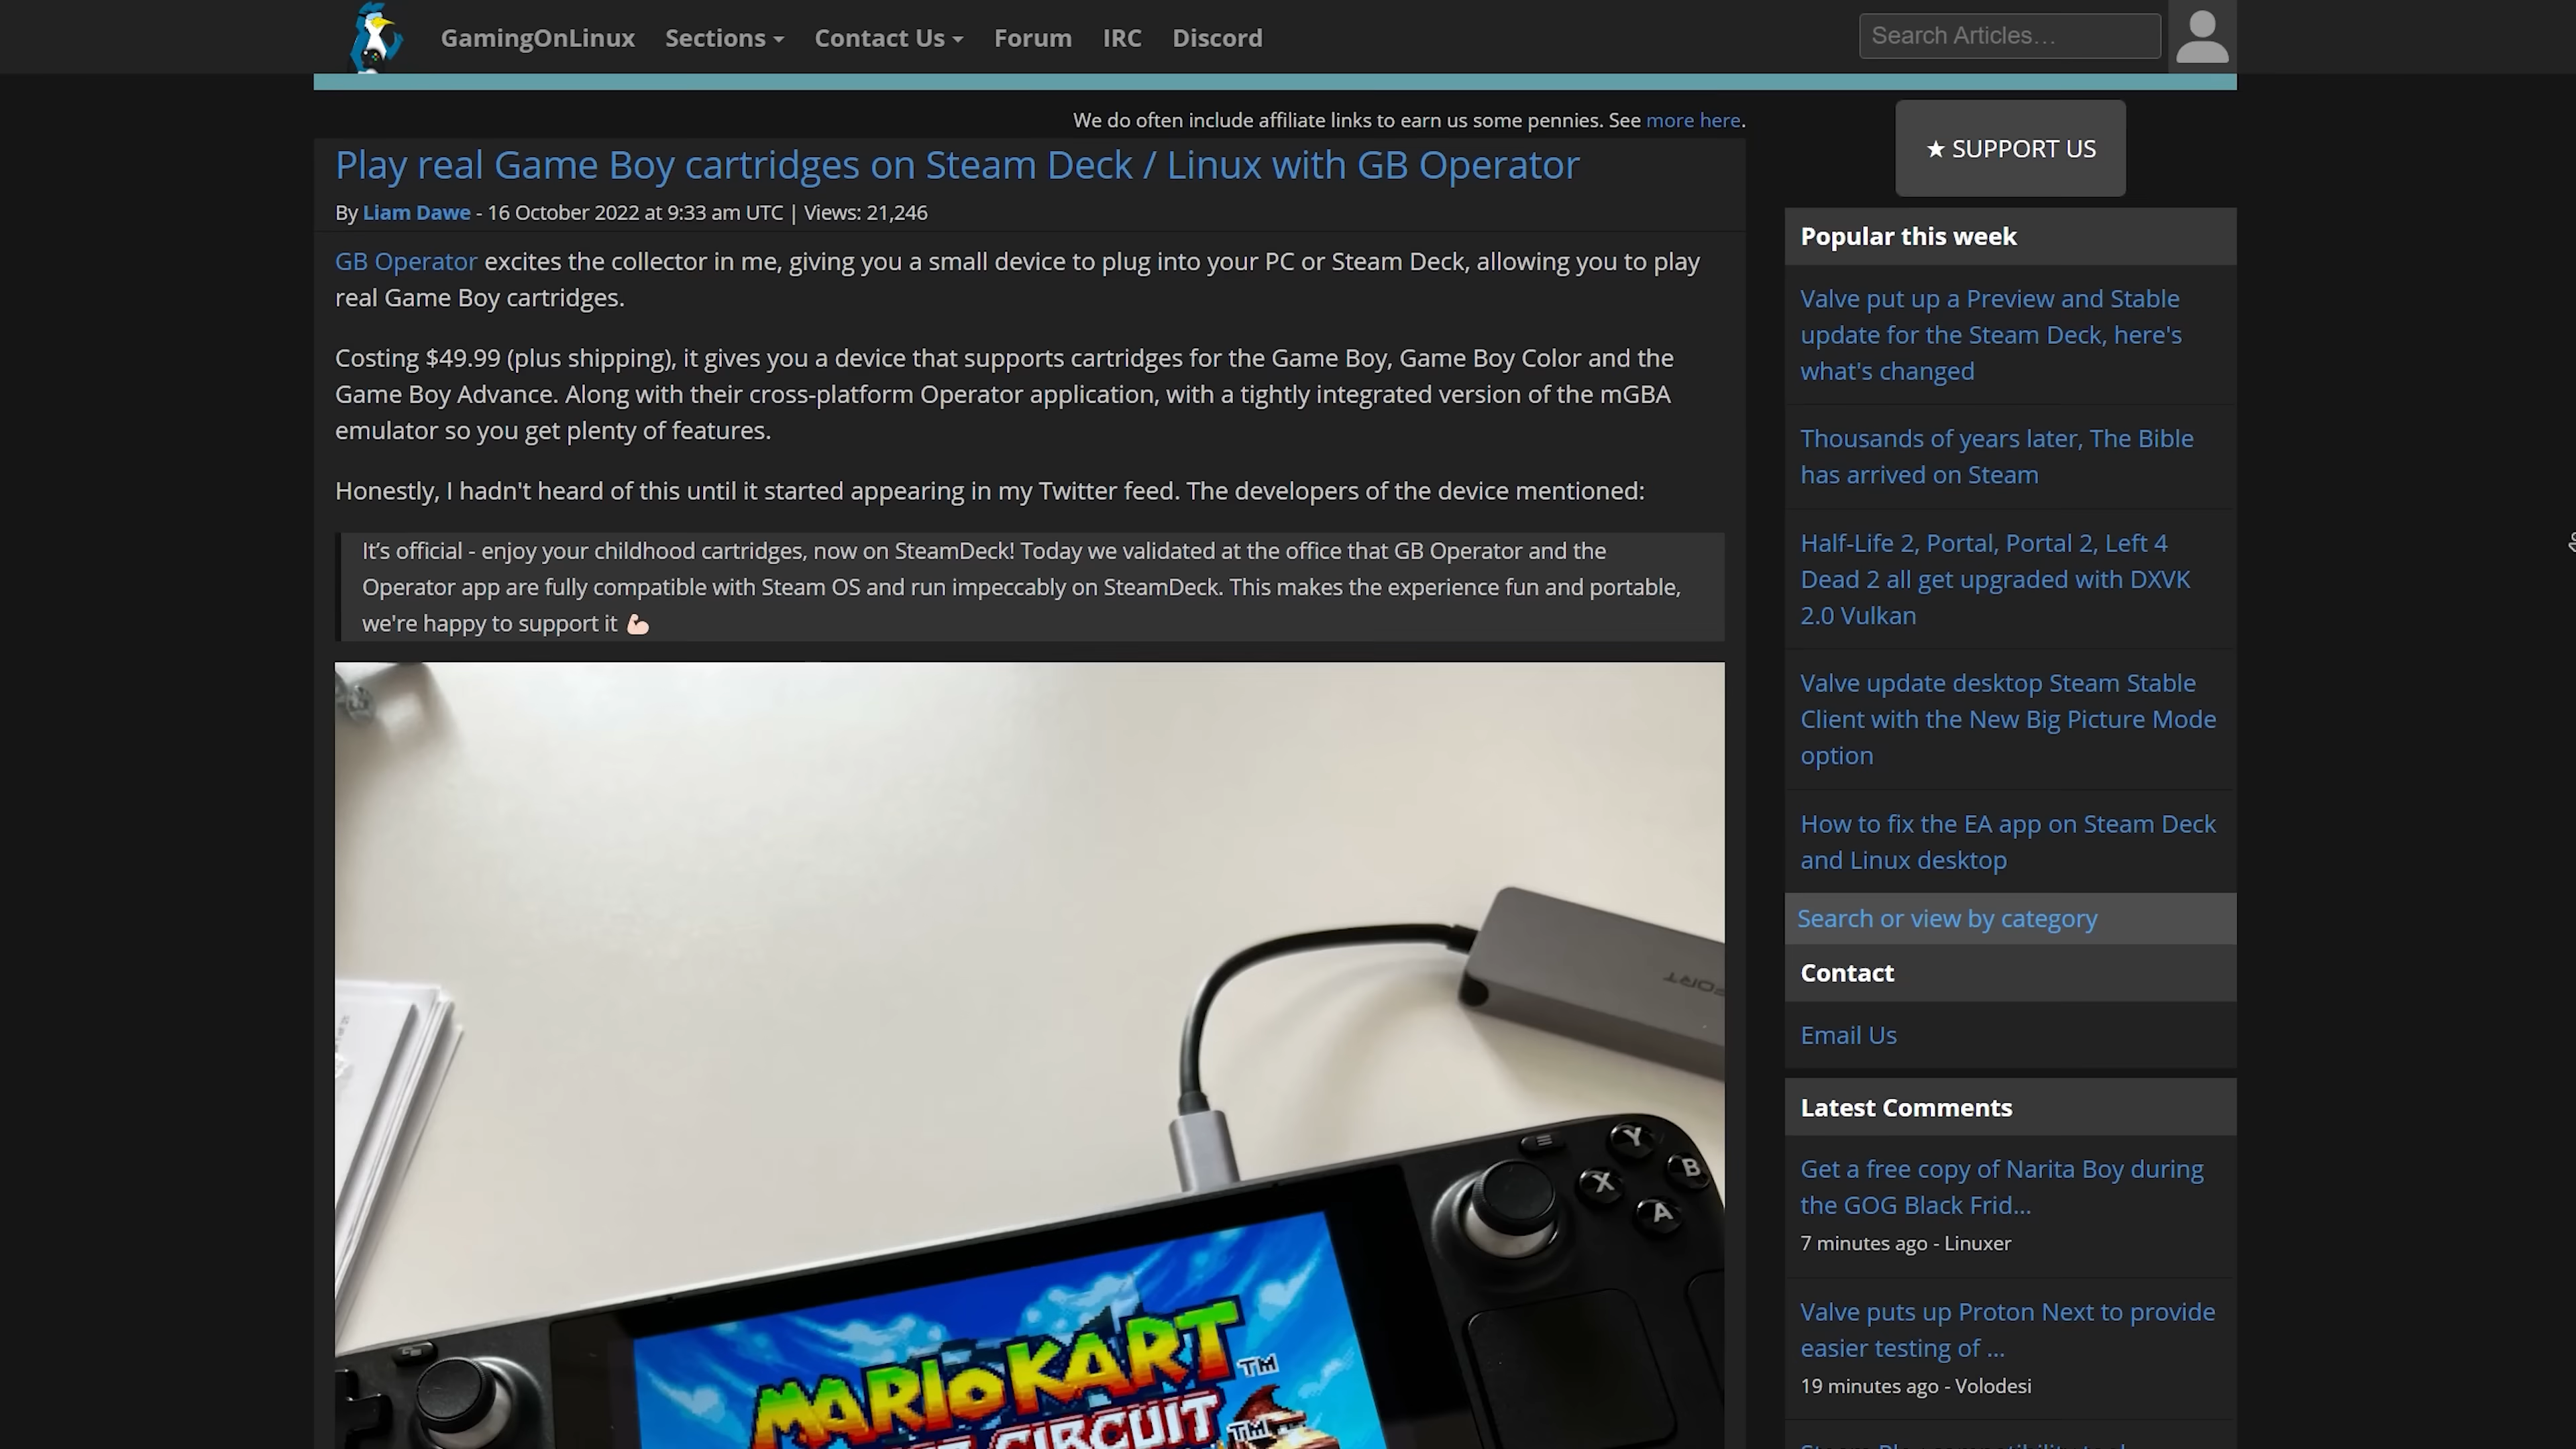 GamingOnLinux Sections Contact Us Forum IRC Discord
Search Articles...
We do often include affiliate links to earn us some pennies. See more here.
Play real Game Boy cartridges on Steam Deck / Linux with GB Operator
By Liam Dawe - 16 October 2022 at 9:33 am UTC | Views: 21,246
GB Operator excites the collector in me, giving you a small device to plug into your PC or Steam Deck, allowing you to play
real Game Boy cartridges.
Costing $49.99 (plus shipping), it gives you a device that supports cartridges for the Game Boy, Game Boy Color and the
Game Boy Advance. Along with their cross-platform Operator application, with a tightly integrated version of the mGBA
emulator so you get plenty of features.
Honestly, I hadn't heard of this until it started appearing in my Twitter feed. The developers of the device mentioned:
It's official - enjoy your childhood cartridges, now on SteamDeck! Today we validated at the office that GB Operator and the
Operator app are fully compatible with Steam OS and run impeccably on SteamDeck. This makes the experience fun and portable,
we're happy to support it 💪🏻
Y
B
X
A
MARIO KART TM
CIRCUIT TM
★ SUPPORT US
Popular this week
Valve put up a Preview and Stable
update for the Steam Deck, here's
what's changed
Thousands of years later, The Bible
has arrived on Steam
Half-Life 2, Portal, Portal 2, Left 4
Dead 2 all get upgraded with DXVK
2.0 Vulkan
Valve update desktop Steam Stable
Client with the New Big Picture Mode
option
How to fix the EA app on Steam Deck
and Linux desktop
Search or view by category
Contact
Email Us
Latest Comments
Get a free copy of Narita Boy during
the GOG Black Frid...
7 minutes ago - Linuxer
Valve puts up Proton Next to provide
easier testing of ...
19 minutes ago - Volodesi